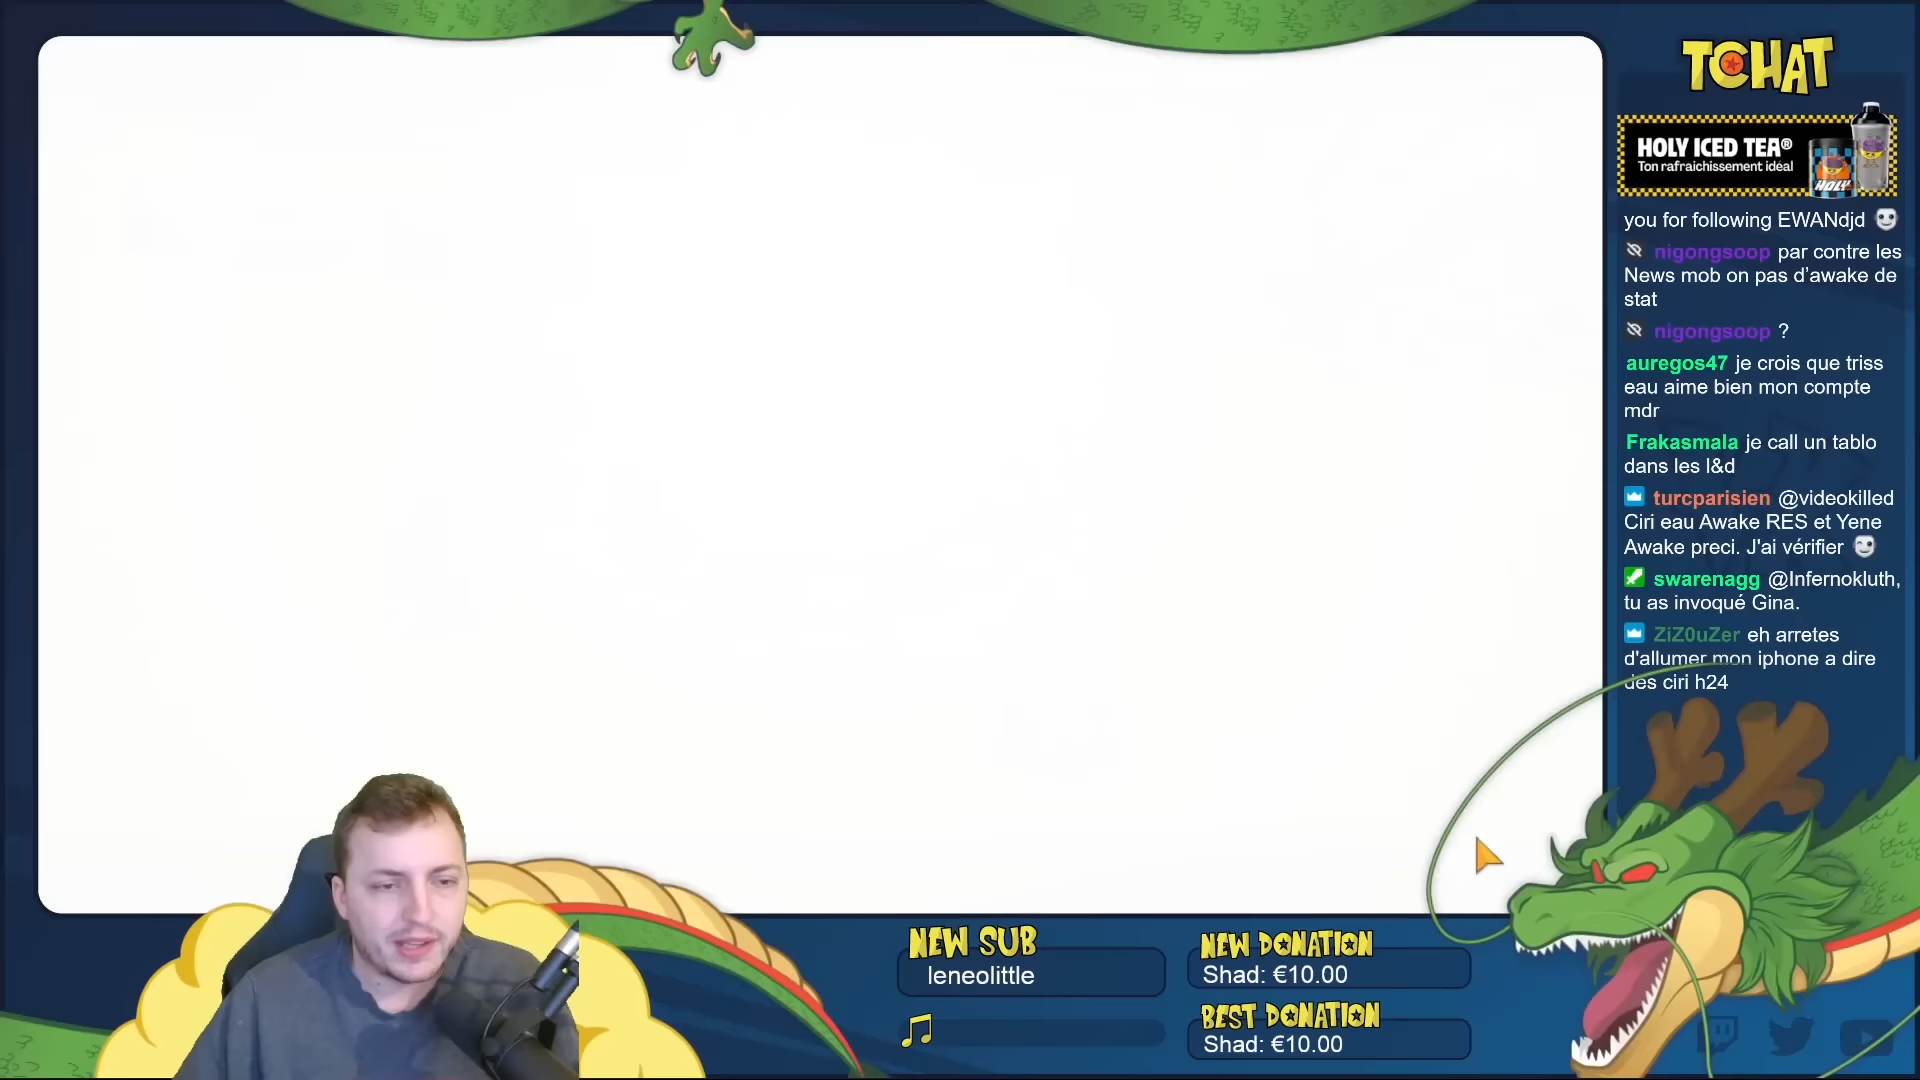 TCHAT
HOLY ICED TEA®
Ton rafraichissement idéal
HOLY
you for following EWANdjd
nigongsoop par contre les
News mob on pas d'awake de
stat
nigongsoop ?
auregos47 je crois que triss
eau aime bien mon compte
mdr
Frakasmala je call un tablo
dans les l&d
turcparisien @videokilled
Ciri eau Awake RES et Yene
Awake preci. J'ai vérifier
swarenagg @Infernokluth,
tu as invoqué Gina.
ZiZ0uZer eh arretes
d'allumer mon iphone a dire
des ciri h24
NEW SUB
leneolittle
NEW DONATION
Shad: €10.00
BEST DONATION
Shad: €10.00